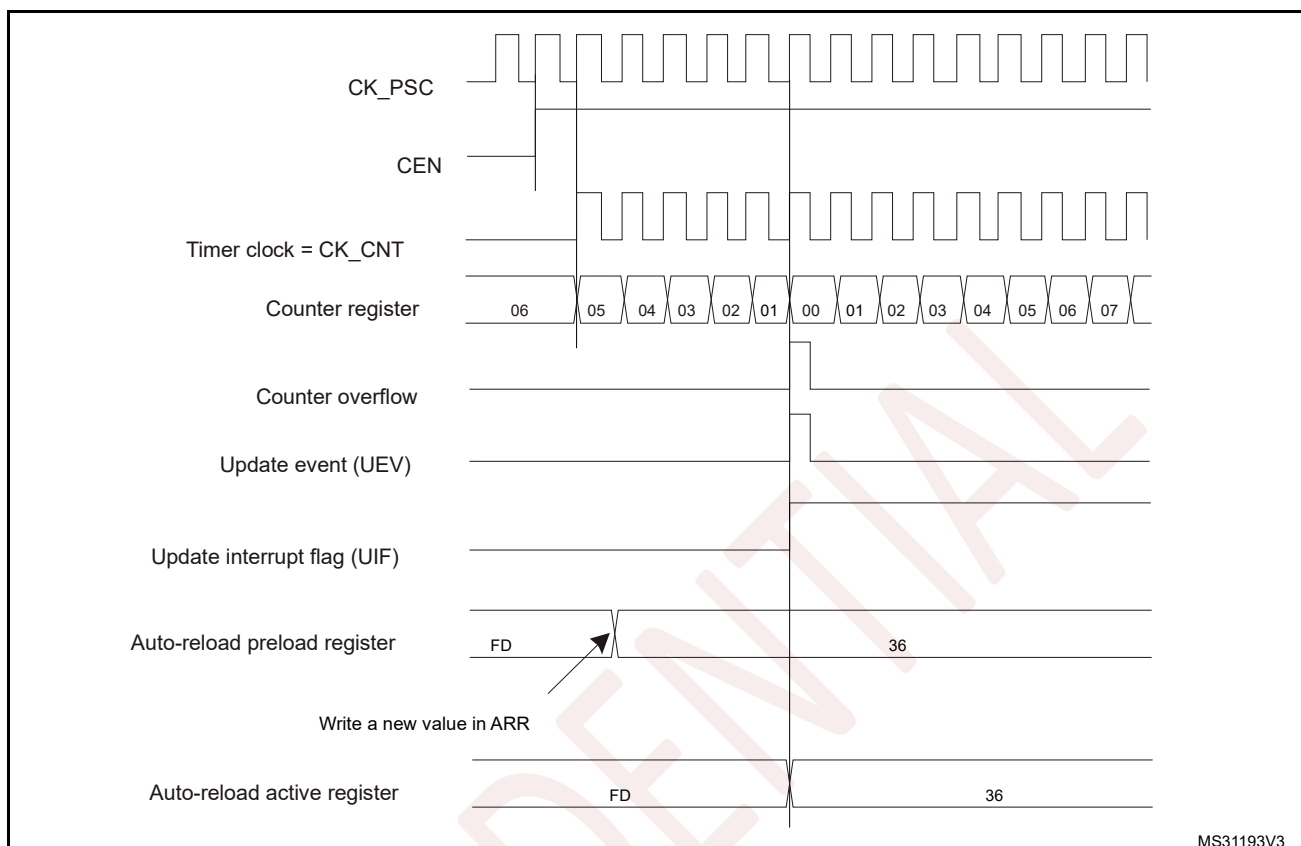 CK_PSC
CEN
Timer clock = CK_CNT
Counter register 06 05 04 03 02 01 00 01 02 03 04 05 06 07
Counter overflow
Update event (UEV)
Update interrupt flag (UIF)
Auto-reload preload register FD 36
Write a new value in ARR
Auto-reload active register FD 36
MS31193V3
DENTIAL